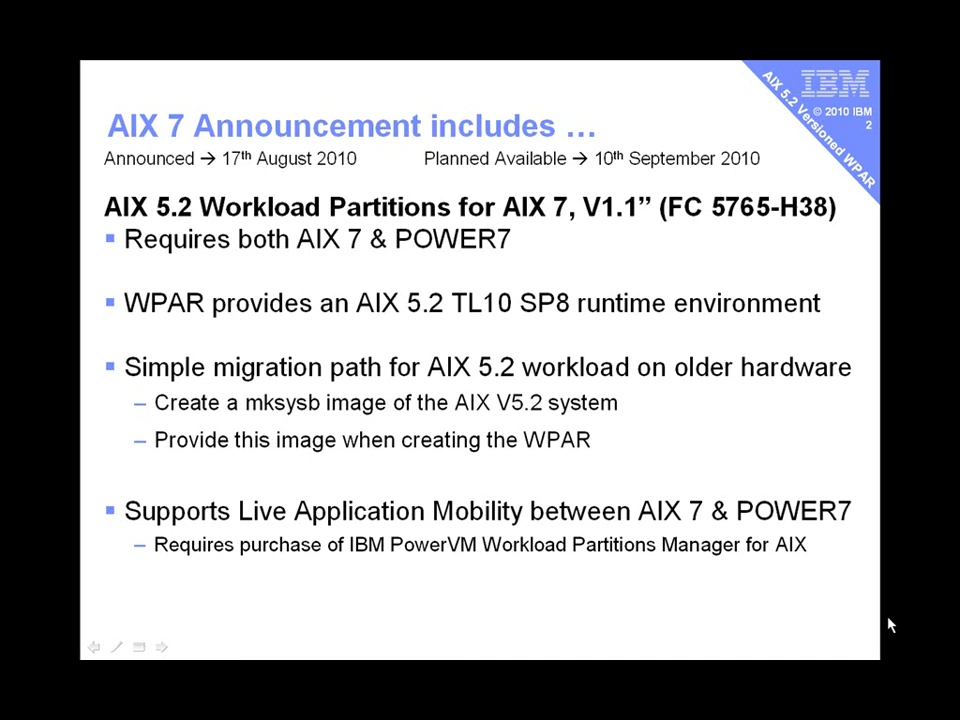 AIX 7 Announcement includes …
Announced → 17th August 2010 Planned Available → 10th September 2010
AIX 5.2 Workload Partitions for AIX 7, V1.1” (FC 5765-H38)
▪ Requires both AIX 7 & POWER7
▪ WPAR provides an AIX 5.2 TL10 SP8 runtime environment
▪ Simple migration path for AIX 5.2 workload on older hardware
– Create a mksysb image of the AIX V5.2 system
– Provide this image when creating the WPAR
▪ Supports Live Application Mobility between AIX 7 & POWER7
– Requires purchase of IBM PowerVM Workload Partitions Manager for AIX
IBM
© 2010 IBM
2
AIX 5.2 Versioned WPAR